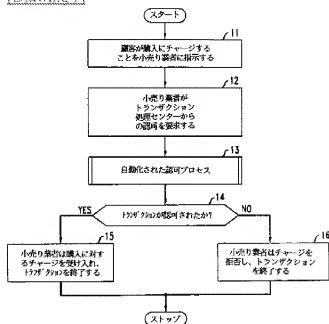 スタート
11
顧客が購入にチャージする
ことを小売り業者に指示する
12
小売り業者が
トランザクション
処理センターから
の認可を要求する
13
自動化された認可プロセス
14
トランザクションが認可されたか?
YES
NO
15
小売り業者は購入に対す
るチャージを受け入れ、
トランザクションを終了する
16
小売り業者はチャージを
拒否し、トランザクション
を終了する
ストップ